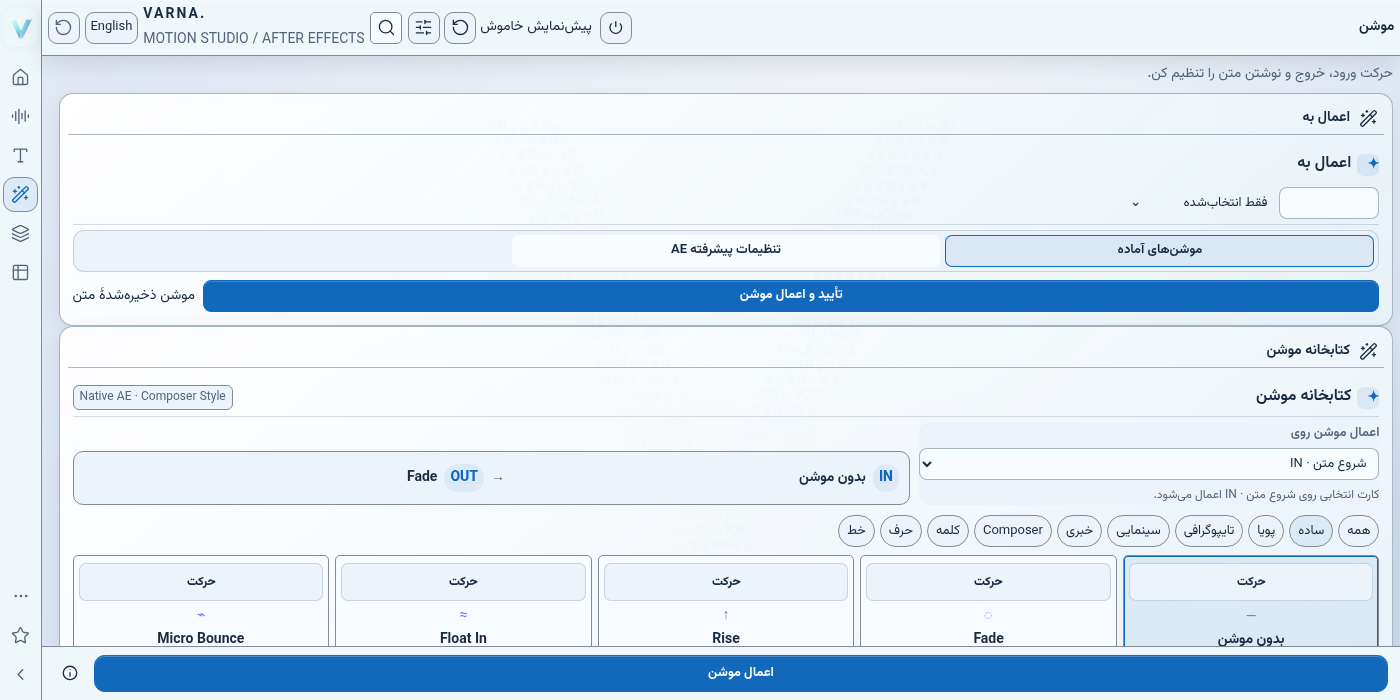 موشن
پیش‌نمایش خاموش
VARNA.
MOTION STUDIO / AFTER EFFECTS
English
حرکت ورود، خروج و نوشتن متن را تنظیم کن.
اعمال به
اعمال به
فقط انتخاب‌شده
موشن‌های آماده
تنظیمات پیشرفته AE
تأیید و اعمال موشن
موشن ذخیره‌شدهٔ متن
کتابخانه موشن
کتابخانه موشن
Native AE · Composer Style
اعمال موشن روی
شروع متن · IN
IN بدون موشن → OUT Fade
کارت انتخابی روی شروع متن · IN اعمال می‌شود.
همه ساده پویا تایپوگرافی سینمایی خبری Composer کلمه حرف خط
حرکت حرکت حرکت حرکت حرکت
بدون موشن Fade Rise Float In Micro Bounce
اعمال موشن